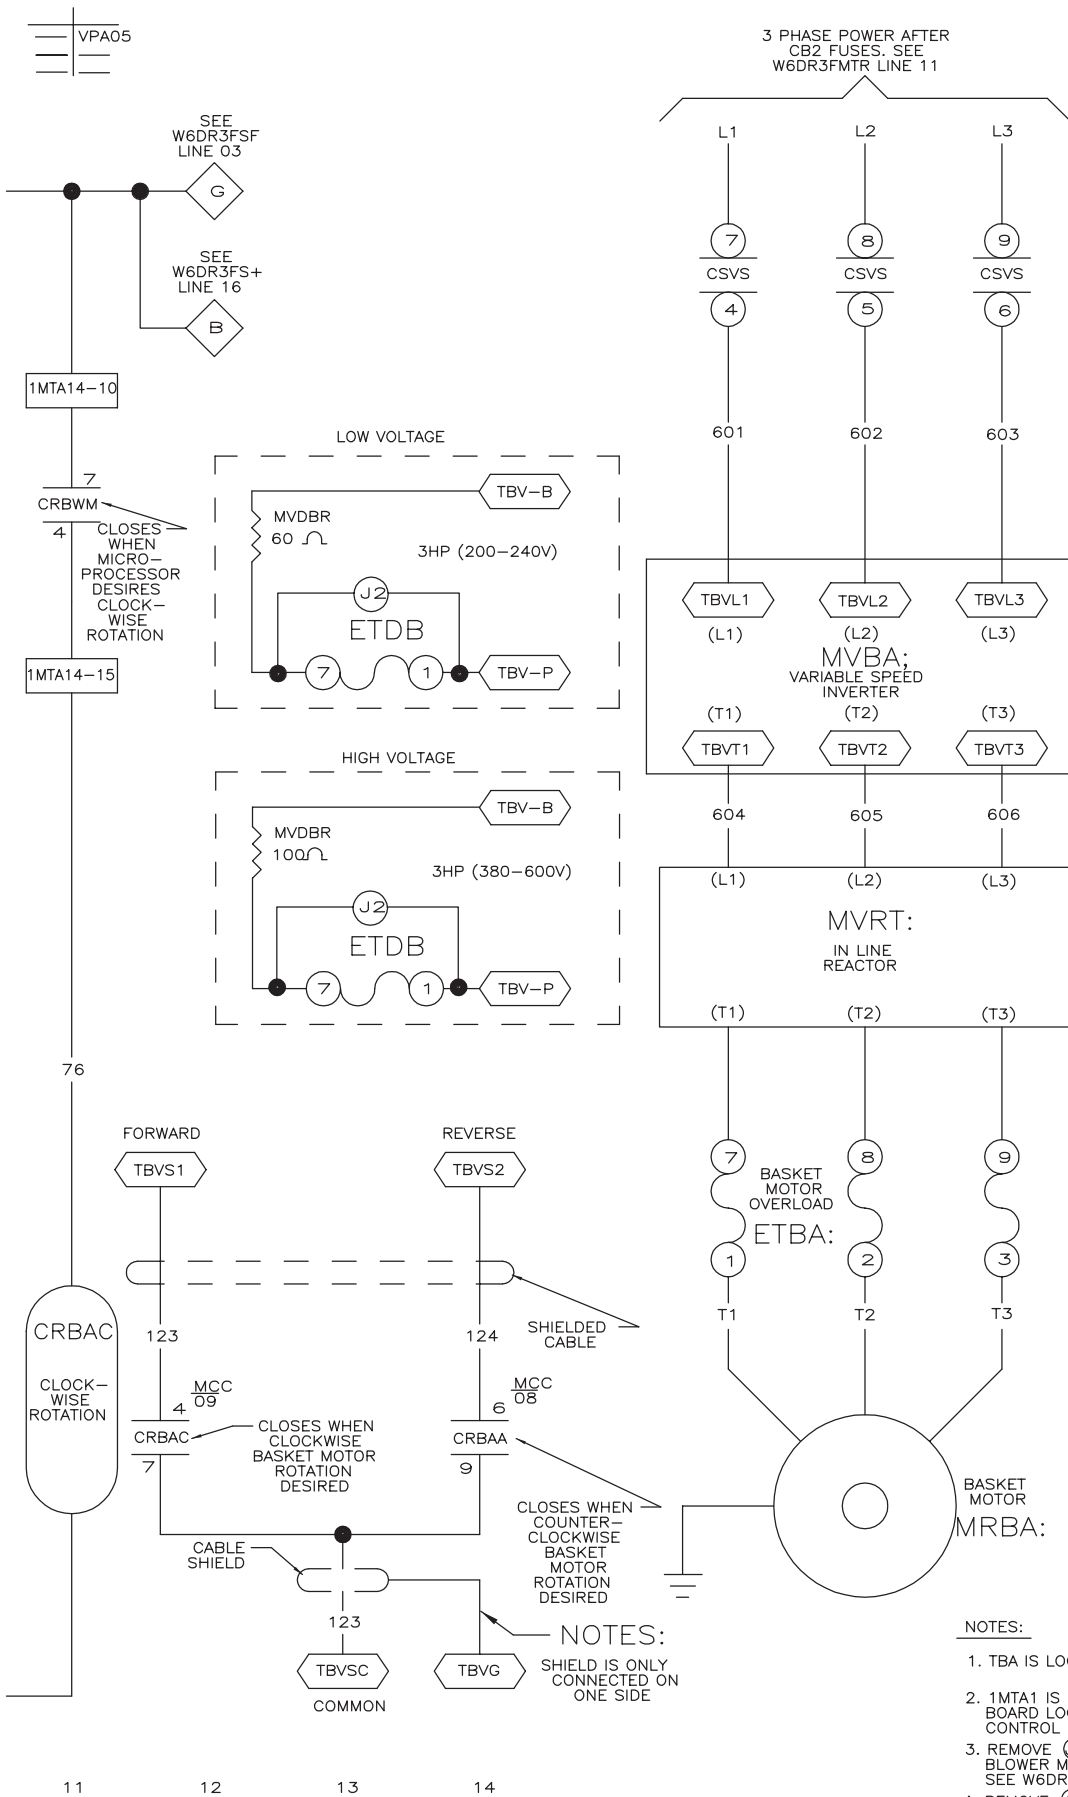 VPA05
3 PHASE POWER AFTER
CB2 FUSES. SEE
W6DR3FMTR LINE 11
L1
L2
L3
SEE
W6DR3FSF
LINE 03
G
SEE
W6DR3FS+
LINE 16
B
7
8
9
CSVS
CSVS
CSVS
4
5
6
1MTA14-10
601
602
603
7
CRBWM
4
CLOSES
WHEN
MICRO-
PROCESSOR
DESIRES
CLOCK-
WISE
ROTATION
1MTA14-15
LOW VOLTAGE
TBV-B
MVDBR
60
3HP (200-240V)
J2
ETDB
7
1
TBV-P
TBVL1
TBVL2
TBVL3
(L1)
(L2)
(L3)
MVBA;
VARIABLE SPEED
INVERTER
(T1)
(T2)
(T3)
TBVT1
TBVT2
TBVT3
HIGH VOLTAGE
TBV-B
MVDBR
100
3HP (380-600V)
J2
ETDB
7
1
TBV-P
604
605
606
(L1)
(L2)
(L3)
MVRT:
IN LINE
REACTOR
(T1)
(T2)
(T3)
76
FORWARD
TBVS1
REVERSE
TBVS2
7
8
9
BASKET
MOTOR
OVERLOAD
ETBA:
1
2
3
T1
T2
T3
SHIELDED
CABLE
CRBAC
CLOCK-
WISE
ROTATION
123
124
MCC
09
4
CRBAC
7
CLOSES WHEN
CLOCKWISE
BASKET MOTOR
ROTATION
DESIRED
MCC
08
6
CRBAA
9
CLOSES WHEN
COUNTER-
CLOCKWISE
BASKET
MOTOR
ROTATION
DESIRED
BASKET
MOTOR
MRBA:
CABLE
SHIELD
123
TBVSC
COMMON
TBVG
NOTES:
SHIELD IS ONLY
CONNECTED ON
ONE SIDE
NOTES:
1. TBA IS LO
2. 1MTA1 IS
BOARD LO
CONTROL
3. REMOVE
BLOWER M
SEE W6DR
11
12
13
14